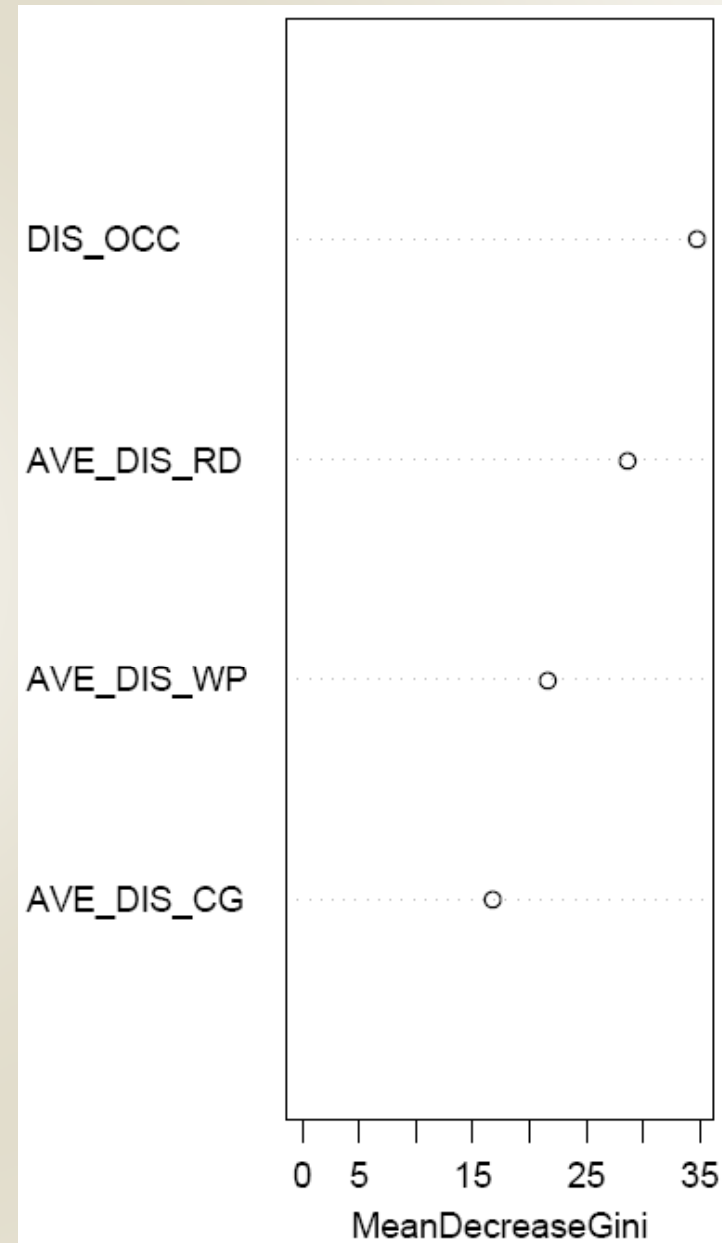 DIS_OCC
AVE_DIS_RD
AVE_DIS_WP
AVE_DIS_CG
0 5 15 25 35
MeanDecreaseGini